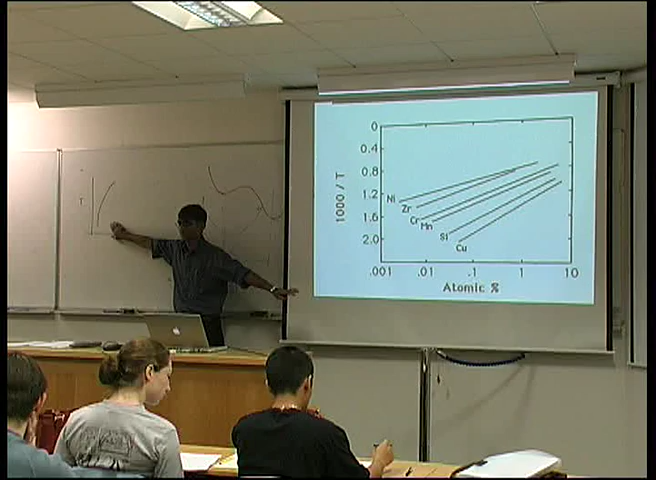 T
0
0.4
0.8
1.2
1.6
2.0
1000 / T
Ni
Zr
Cr
Mn
Si
Cu
.001
.01
.1
1
10
Atomic %